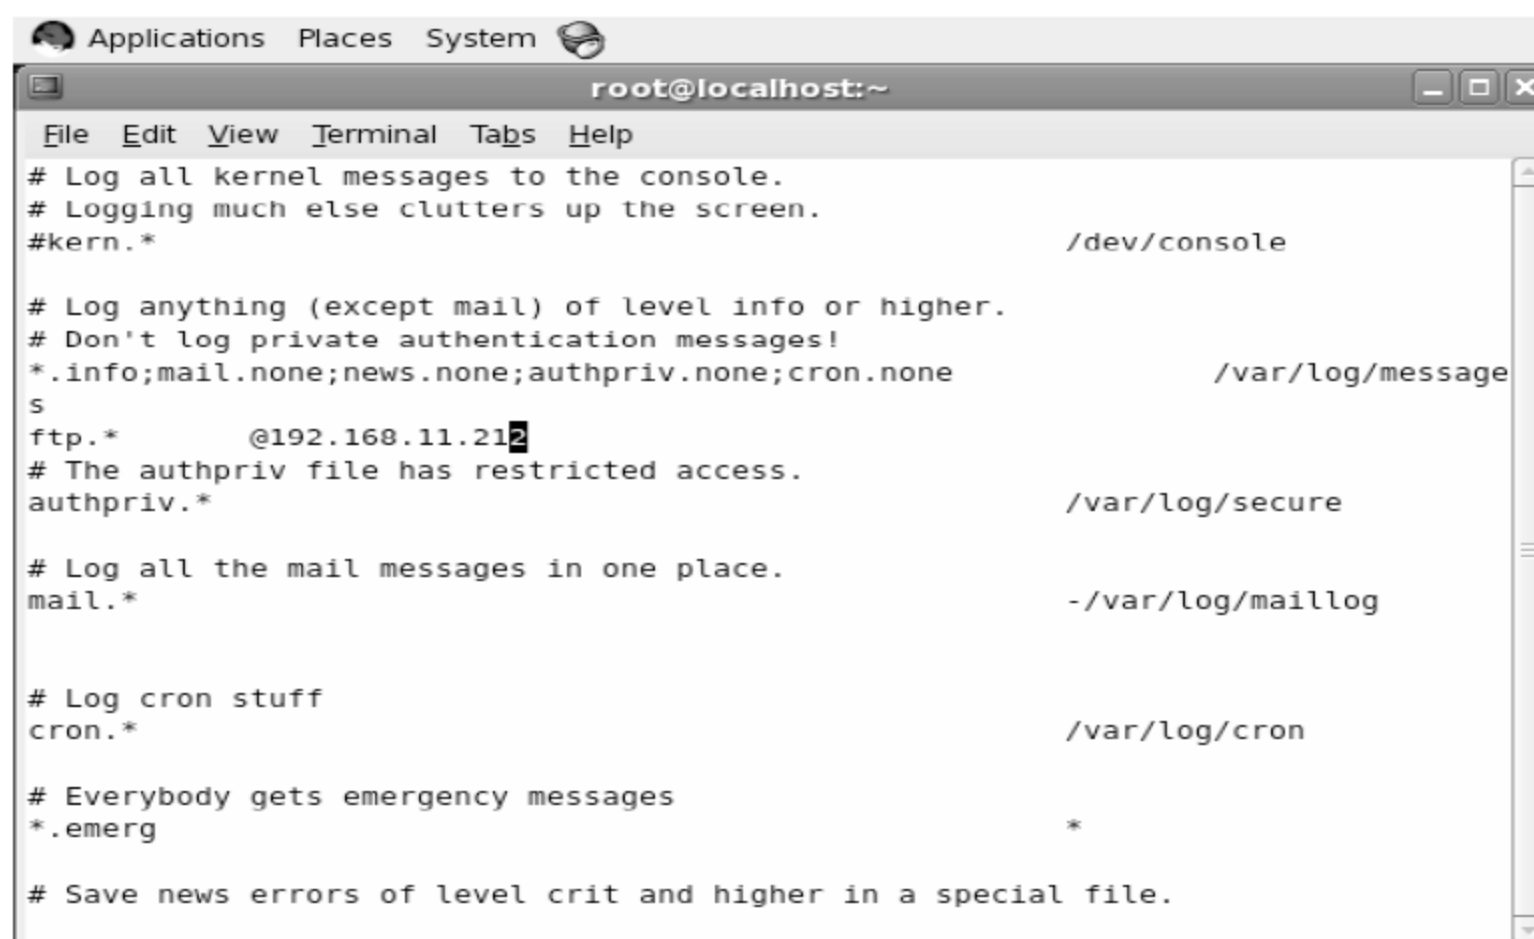 Applications Places System
root@localhost:~
File Edit View Terminal Tabs Help
# Log all kernel messages to the console.
# Logging much else clutters up the screen.
#kern.* /dev/console
# Log anything (except mail) of level info or higher.
# Don't log private authentication messages!
*.info;mail.none;news.none;authpriv.none;cron.none /var/log/message
s
ftp.* @192.168.11.212
# The authpriv file has restricted access.
authpriv.* /var/log/secure
# Log all the mail messages in one place.
mail.* -/var/log/maillog
# Log cron stuff
cron.* /var/log/cron
# Everybody gets emergency messages
*.emerg *
# Save news errors of level crit and higher in a special file.